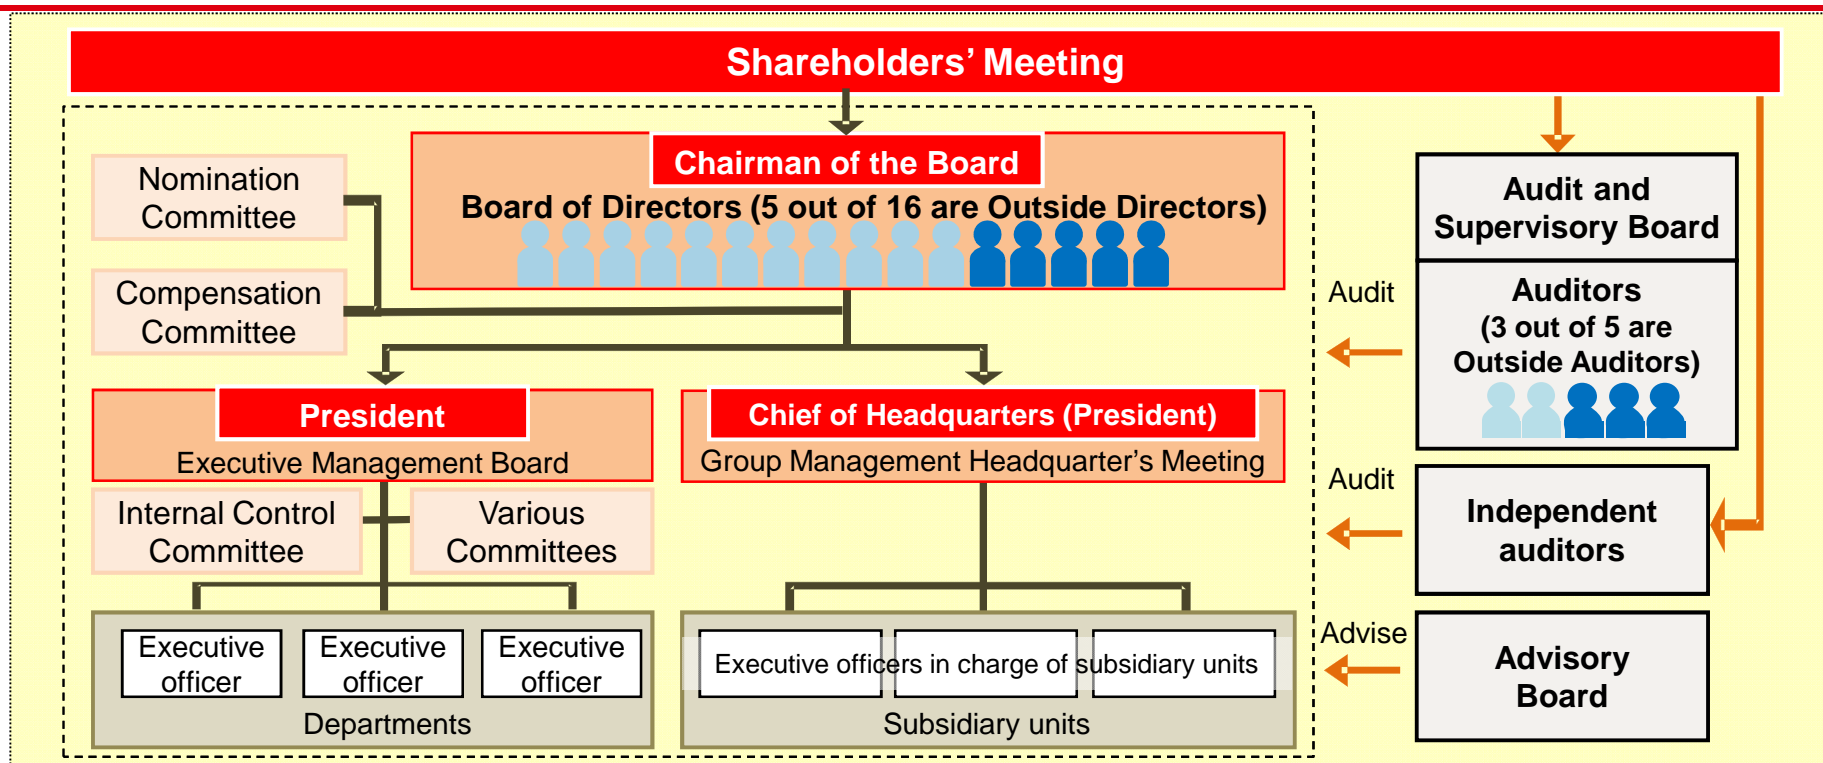 Shareholders’ Meeting
Chairman of the Board
Board of Directors (5 out of 16 are Outside Directors)
Nomination
Committee
Compensation
Committee
President
Executive Management Board
Chief of Headquarters (President)
Group Management Headquarter’s Meeting
Internal Control
Committee
Various
Committees
Executive
officer
Executive
officer
Executive
officer
Departments
Executive officers in charge of subsidiary units
Subsidiary units
Audit
Audit
Advise
Audit and
Supervisory Board
Auditors
(3 out of 5 are
Outside Auditors)
Independent
auditors
Advisory
Board